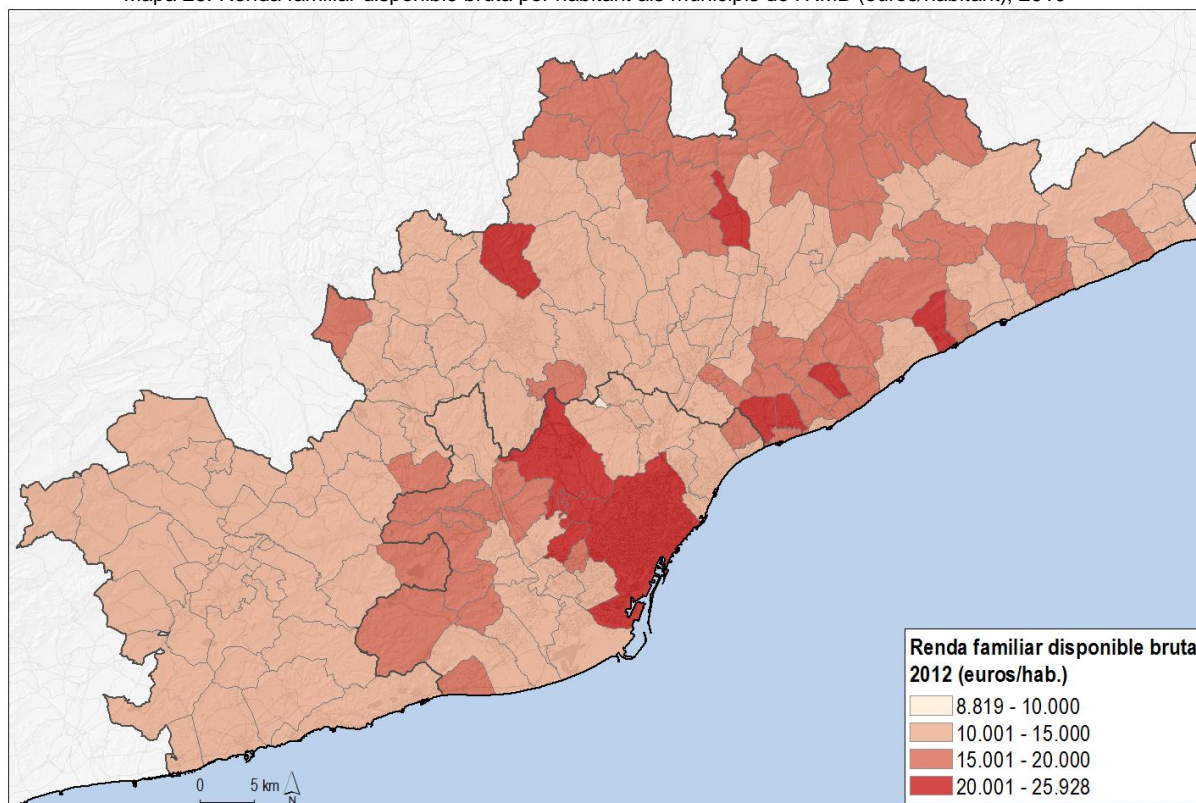 Renda familiar disponible bruta per habitant als municipis de (euros/habitant),
0 5 km
N
Renda familiar disponible bruta
2012 (euros/hab.)
8.819 - 10.000
10.001 - 15.000
15.001 - 20.000
20.001 - 25.928